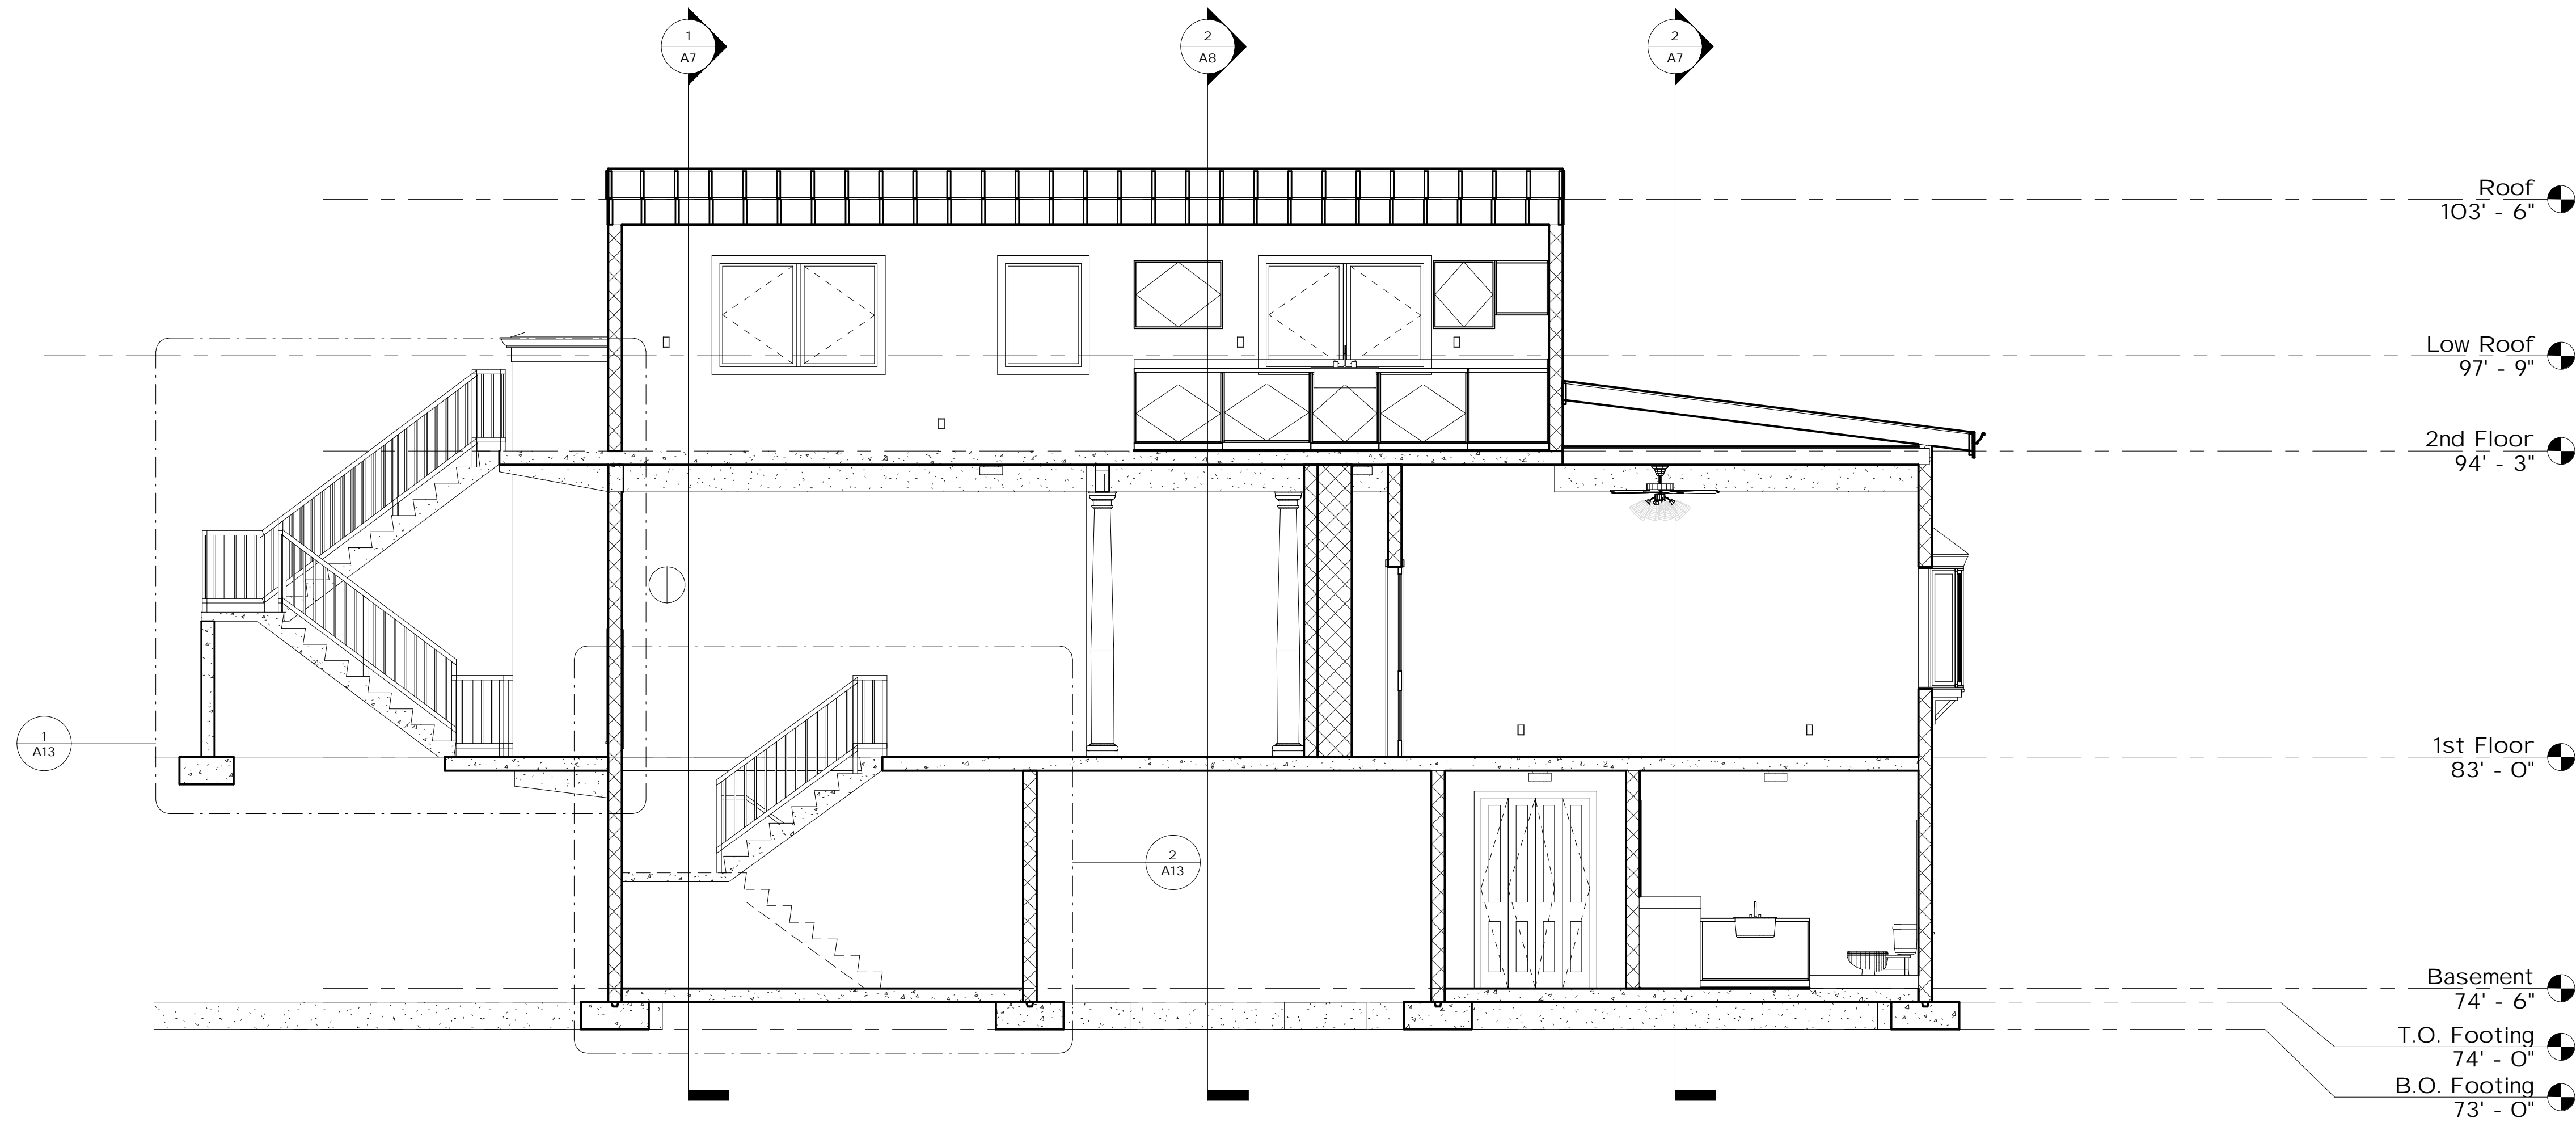 1
A7
2
A8
2
A7
Roof
103' - 6"
Low Roof
97' - 9"
2nd Floor
94' - 3"
1
A13
1st Floor
83' - 0"
2
A13
Basement
74' - 6"
T.O. Footing
74' - 0"
B.O. Footing
73' - 0"